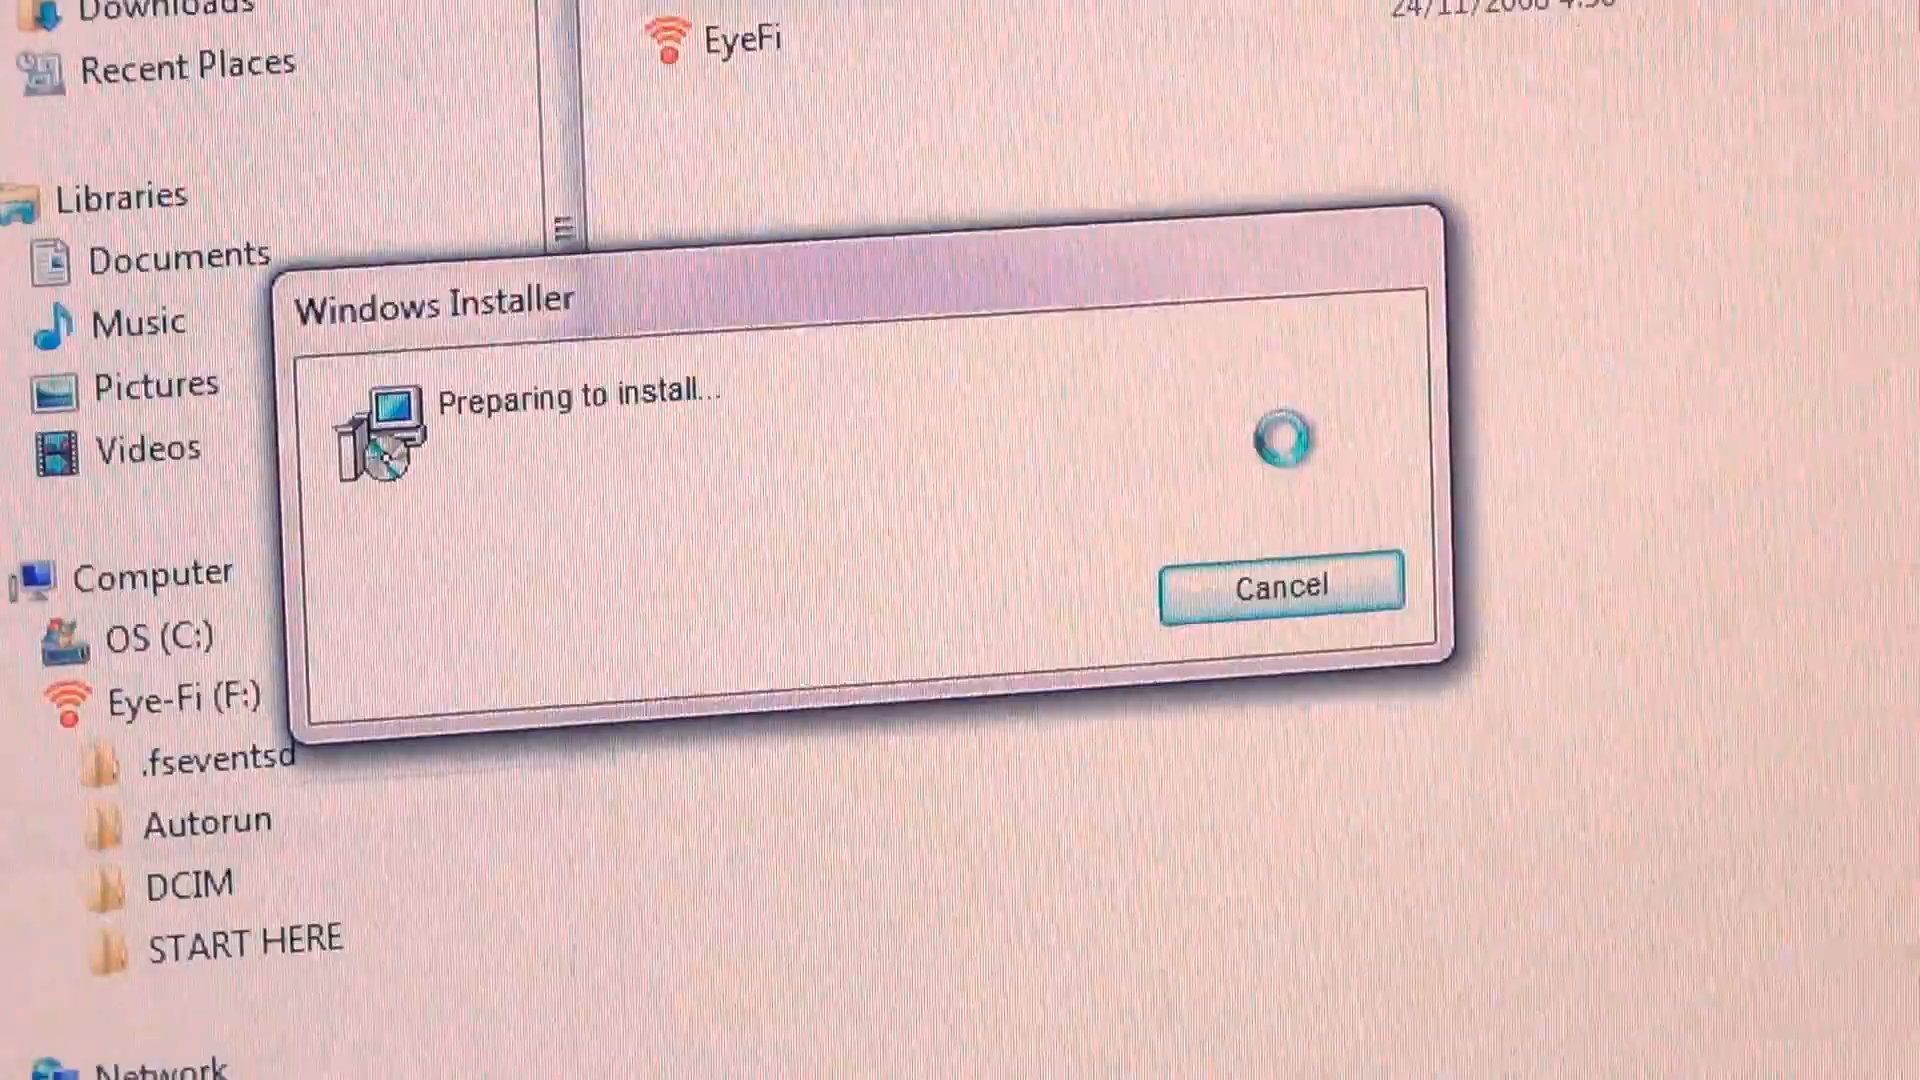 Downloads
Recent Places
Libraries
Documents
Music
Pictures
Videos
Computer
OS (C:)
Eye-Fi (F:)
.fseventsd
Autorun
DCIM
START HERE
Network
EyeFi
Windows Installer
Preparing to install...
Cancel